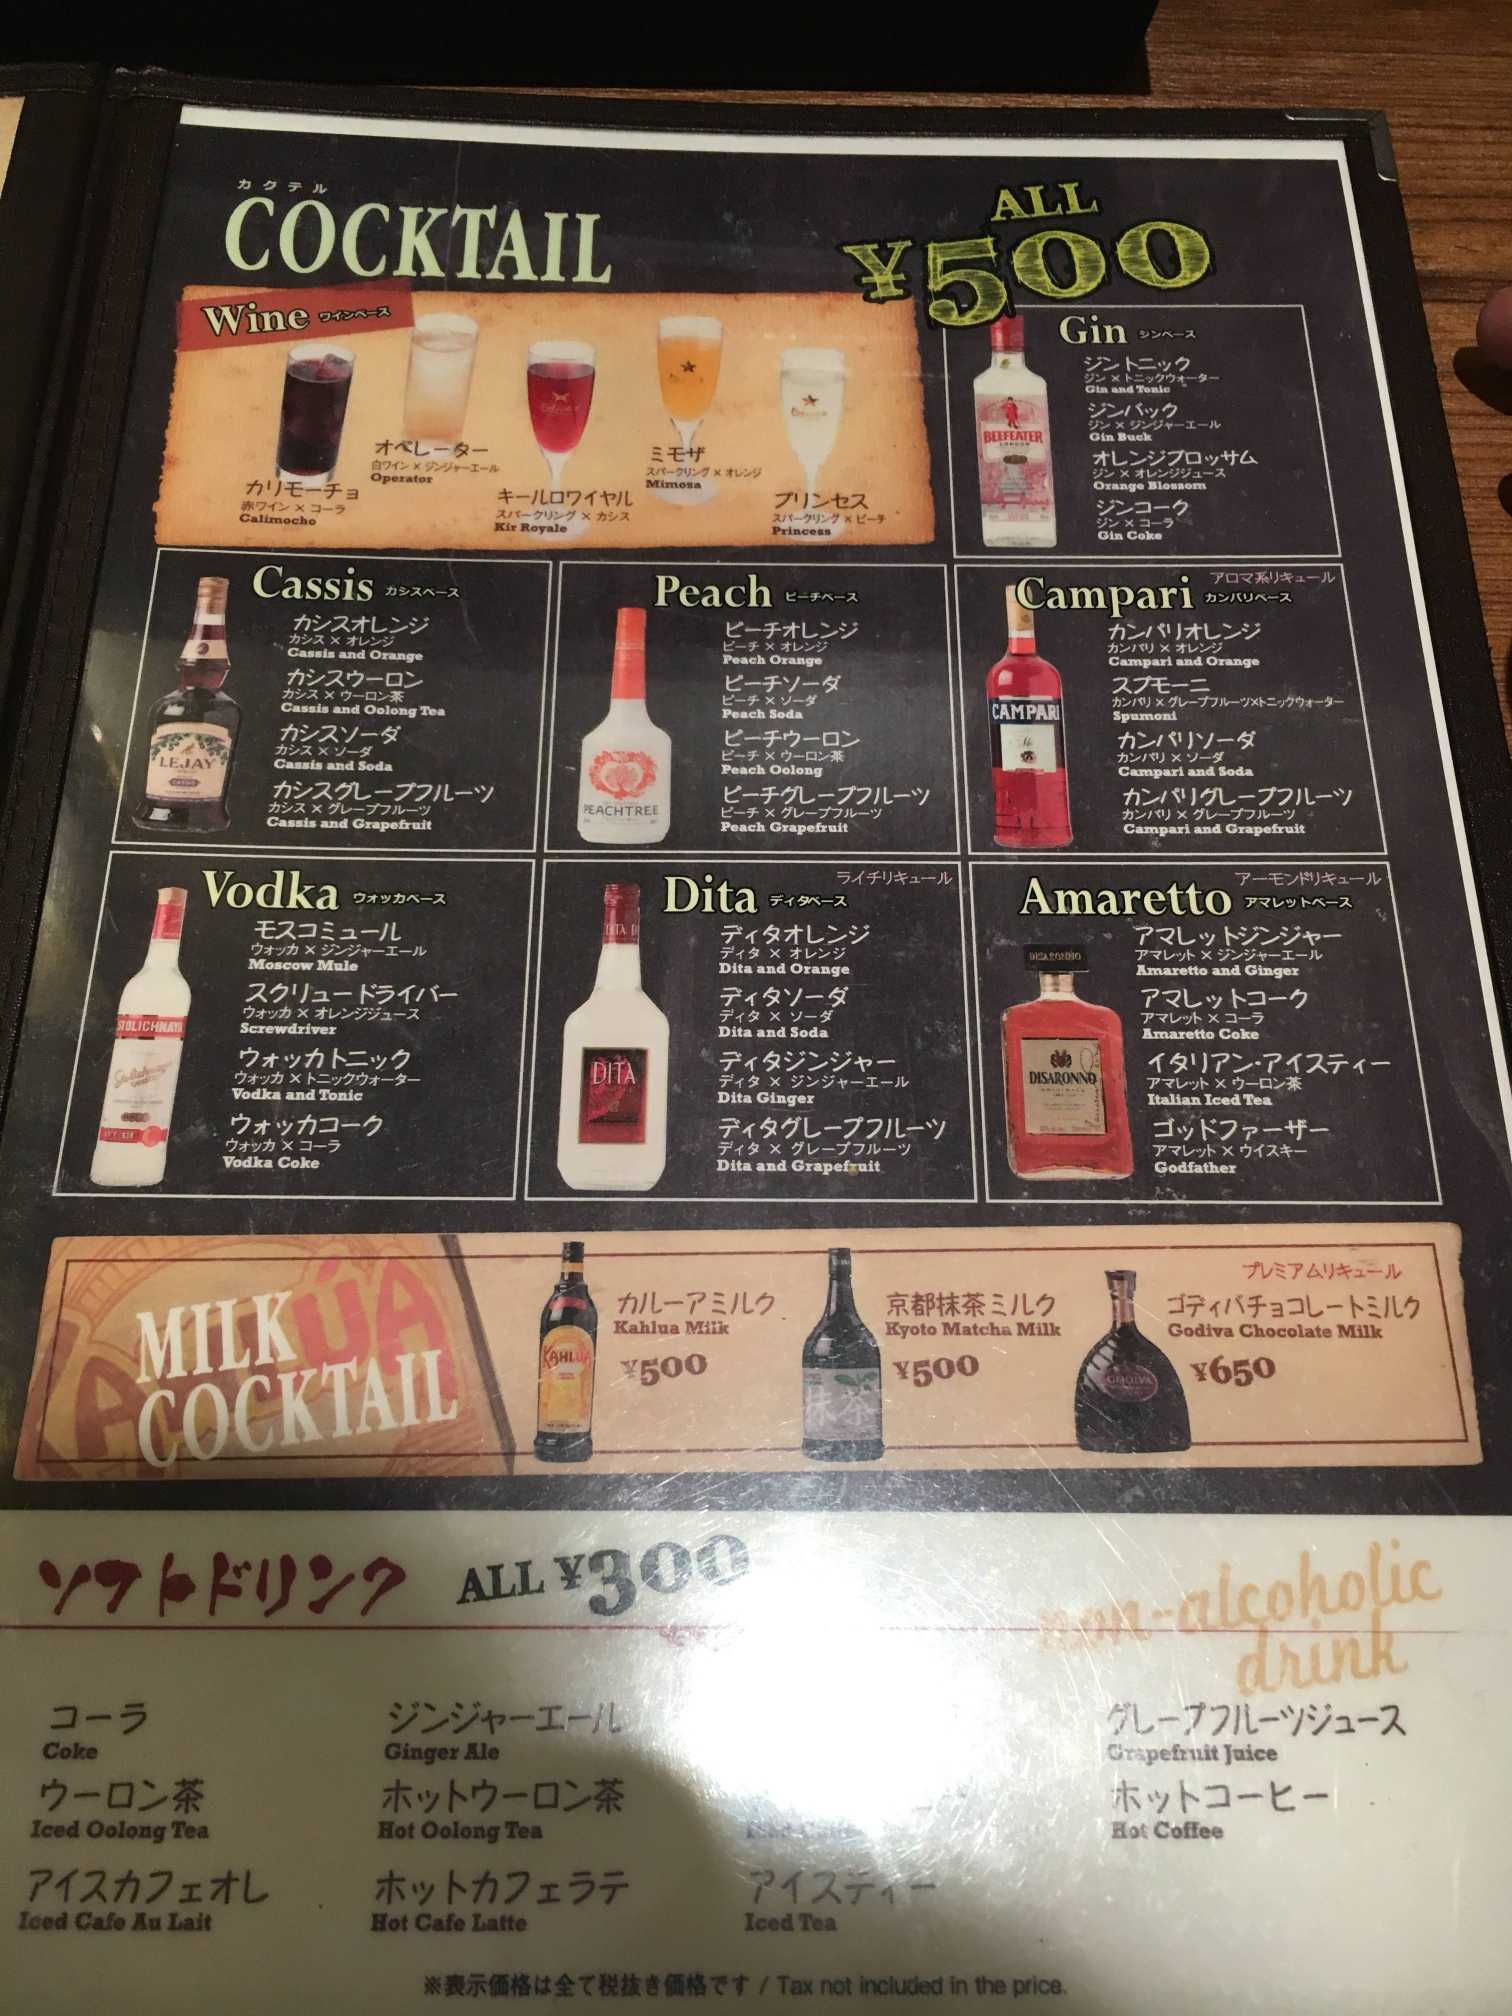 カクテル
COCKTAIL
ALL
¥500
Wine ワインベース
カリモーチョ
赤ワイン × コーラ
Calimocho
オペレーター
白ワイン × ジンジャーエール
Operator
キールロワイヤル
スパークリング × カシス
Kir Royale
ミモザ
スパークリング × オレンジ
Mimosa
プリンセス
スパークリング × ピーチ
Princess
Gin ジンベース
BEEFEATER
LONDON
ジントニック
ジン × トニックウォーター
Gin and Tonic
ジンバック
ジン × ジンジャーエール
Gin Buck
オレンジブロッサム
ジン × オレンジジュース
Orange Blossom
ジンコーク
ジン × コーラ
Gin Coke
Cassis カシスベース
LEJAY
CASSIS
カシスオレンジ
カシス × オレンジ
Cassis and Orange
カシスウーロン
カシス × ウーロン茶
Cassis and Oolong Tea
カシスソーダ
カシス × ソーダ
Cassis and Soda
カシスグレープフルーツ
カシス × グレープフルーツ
Cassis and Grapefruit
Peach ピーチベース
PEACHTREE
ピーチオレンジ
ピーチ × オレンジ
Peach Orange
ピーチソーダ
ピーチ × ソーダ
Peach Soda
ピーチウーロン
ピーチ × ウーロン茶
Peach Oolong
ピーチグレープフルーツ
ピーチ × グレープフルーツ
Peach Grapefruit
アロマ系リキュール
Campari カンパリベース
CAMPARI
カンパリオレンジ
カンパリ × オレンジ
Campari and Orange
スプモーニ
カンパリ × グレープフルーツ×トニックウォーター
Spumoni
カンパリソーダ
カンパリ × ソーダ
Campari and Soda
カンパリグレープフルーツ
カンパリ × グレープフルーツ
Campari and Grapefruit
Vodka ウォッカベース
STOLICHNAYA
モスコミュール
ウォッカ × ジンジャーエール
Moscow Mule
スクリュードライバー
ウォッカ × オレンジジュース
Screwdriver
ウォッカトニック
ウォッカ × トニックウォーター
Vodka and Tonic
ウォッカコーク
ウォッカ × コーラ
Vodka Coke
ライチリキュール
Dita ディタベース
DITA
ディタオレンジ
ディタ × オレンジ
Dita and Orange
ディタソーダ
ディタ × ソーダ
Dita and Soda
ディタジンジャー
ディタ × ジンジャーエール
Dita Ginger
ディタグレープフルーツ
ディタ × グレープフルーツ
Dita and Grapefruit
アーモンドリキュール
Amaretto アマレットベース
DISARONNO
DISARONNO
アマレットジンジャー
アマレット × ジンジャーエール
Amaretto and Ginger
アマレットコーク
アマレット × コーラ
Amaretto Coke
イタリアン・アイスティー
アマレット × ウーロン茶
Italian Iced Tea
ゴッドファーザー
アマレット × ウイスキー
Godfather
MILK
COCKTAIL
KAHLUA
カルーアミルク
Kahlua Milk
¥500
抹茶
京都抹茶ミルク
Kyoto Matcha Milk
¥500
プレミアムリキュール
GODIVA
ゴディバチョコレートミルク
Godiva Chocolate Milk
¥650
ソフトドリンク ALL ¥300
non-alcoholic
drink
コーラ
Coke
ジンジャーエール
Ginger Ale
グレープフルーツジュース
Grapefruit Juice
ウーロン茶
Iced Oolong Tea
ホットウーロン茶
Hot Oolong Tea
Iced
ホットコーヒー
Hot Coffee
アイスカフェオレ
Iced Cafe Au Lait
ホットカフェラテ
Hot Cafe Latte
アイスティー
Iced Tea
※表示価格は全て税抜き価格です / Tax not included in the price.